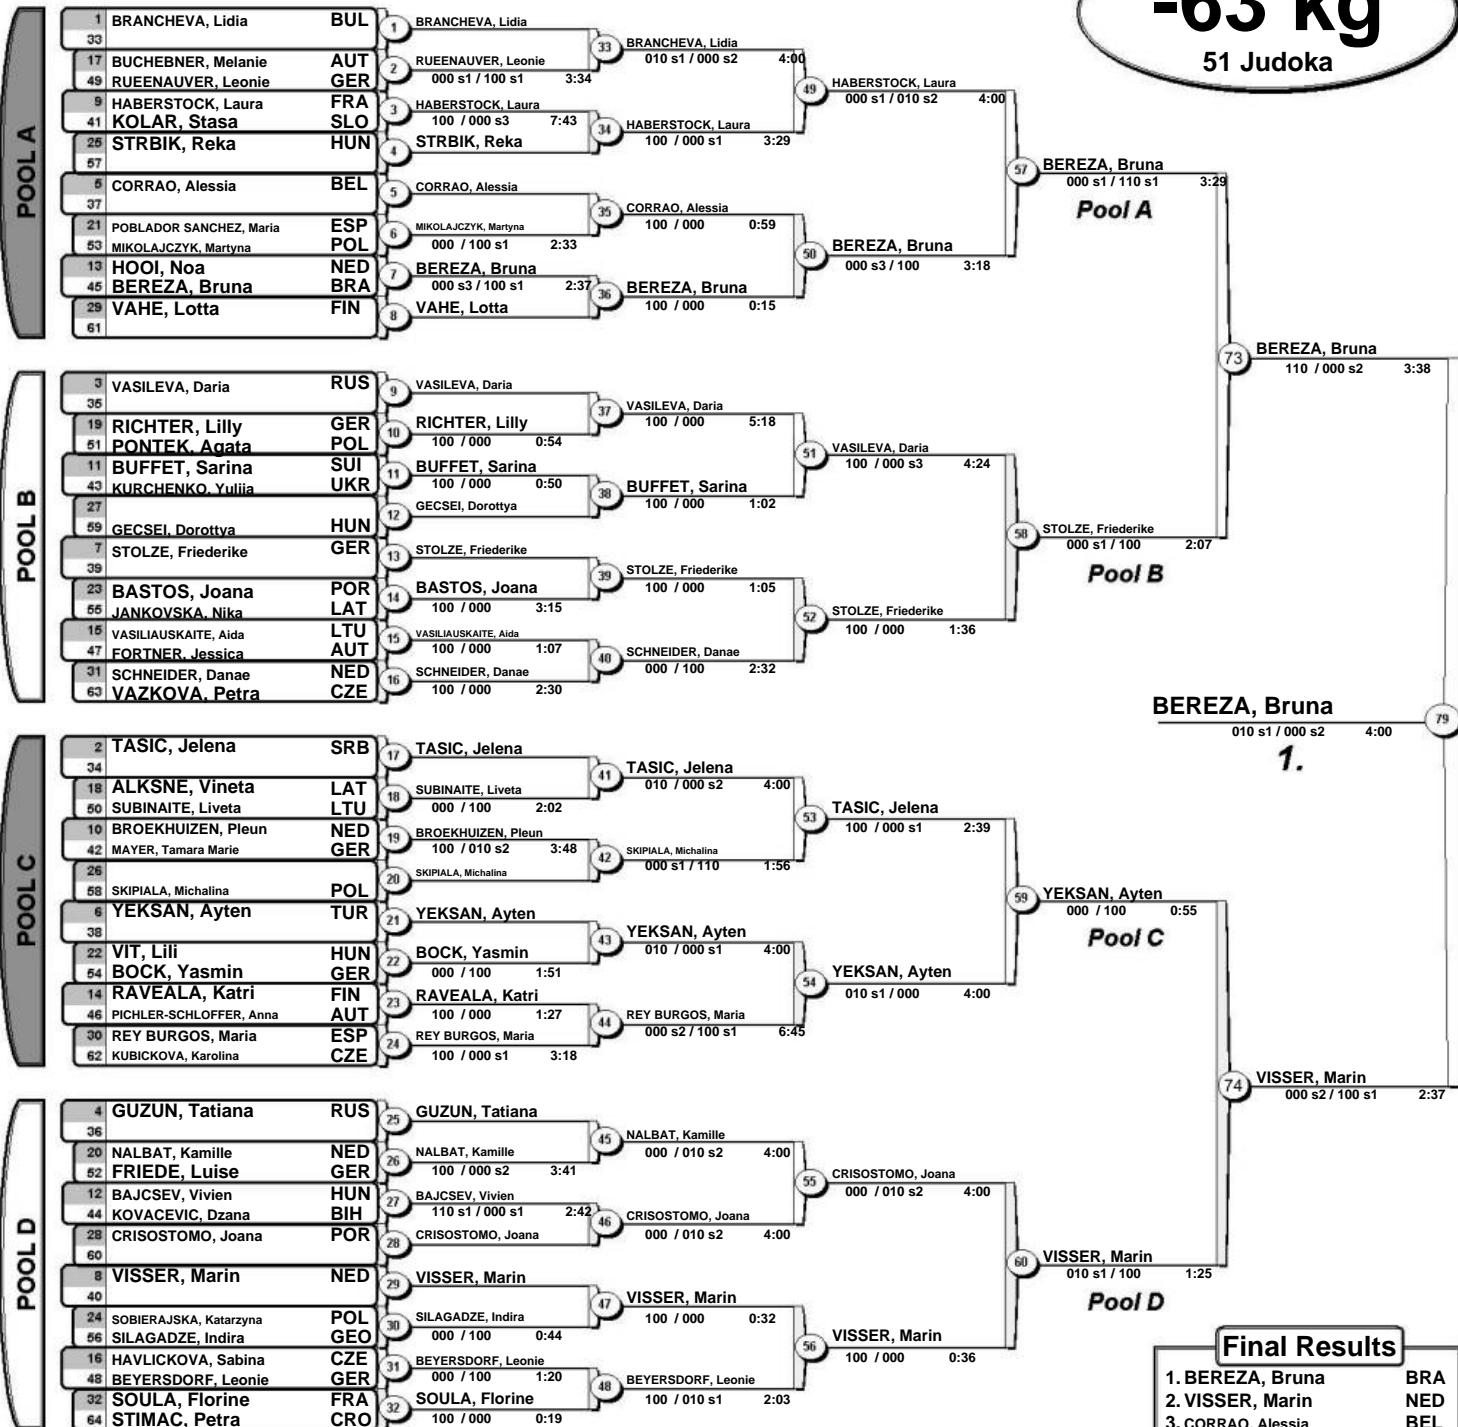 -63 kg
51 Judoka
POOL A
1 BRANCHEVA, Lidia BUL
33
17 BUCHEBNER, Melanie AUT
49 RUEENAUVER, Leonie GER
9 HABERSTOCK, Laura FRA
41 KOLAR, Stasa SLO
25 STRBIK, Reka HUN
57
5 CORRAO, Alessia BEL
37
21 POBLADOR SANCHEZ, Maria ESP
53 MIKOLAJCZYK, Martyna POL
13 HOOI, Noa NED
45 BEREZA, Bruna BRA
29 VAHE, Lotta FIN
61
1 BRANCHEVA, Lidia
2 RUEENAUVER, Leonie
000 s1 / 100 s1 3:34
3 HABERSTOCK, Laura
100 / 000 s3 7:43
4 STRBIK, Reka
5 CORRAO, Alessia
6 MIKOLAJCZYK, Martyna
000 / 100 s1 2:33
7 BEREZA, Bruna
000 s3 / 100 s1 2:37
8 VAHE, Lotta
33 BRANCHEVA, Lidia
010 s1 / 000 s2 4:00
34 HABERSTOCK, Laura
100 / 000 s1 3:29
35 CORRAO, Alessia
100 / 000 0:59
36 BEREZA, Bruna
100 / 000 0:15
49 HABERSTOCK, Laura
000 s1 / 010 s2 4:00
50 BEREZA, Bruna
000 s3 / 100 3:18
57 BEREZA, Bruna
000 s1 / 110 s1 3:29
Pool A
POOL B
3 VASILEVA, Daria RUS
35
19 RICHTER, Lilly GER
51 PONTEK, Agata POL
11 BUFFET, Sarina SUI
43 KURCHENKO, Yuliia UKR
27
59 GECSEI, Dorottya HUN
7 STOLZE, Friederike GER
39
23 BASTOS, Joana POR
55 JANKOVSKA, Nika LAT
15 VASILIAUSKAITE, Aida LTU
47 FORTNER, Jessica AUT
31 SCHNEIDER, Danae NED
63 VAZKOVA, Petra CZE
9 VASILEVA, Daria
10 RICHTER, Lilly
100 / 000 0:54
11 BUFFET, Sarina
100 / 000 0:50
12 GECSEI, Dorottya
13 STOLZE, Friederike
14 BASTOS, Joana
100 / 000 3:15
15 VASILIAUSKAITE, Aida
100 / 000 1:07
16 SCHNEIDER, Danae
100 / 000 2:30
37 VASILEVA, Daria
100 / 000 5:18
38 BUFFET, Sarina
100 / 000 1:02
39 STOLZE, Friederike
100 / 000 1:05
40 SCHNEIDER, Danae
000 / 100 2:32
51 VASILEVA, Daria
100 / 000 s3 4:24
52 STOLZE, Friederike
100 / 000 1:36
58 STOLZE, Friederike
000 s1 / 100 2:07
Pool B
73 BEREZA, Bruna
110 / 000 s2 3:38
BEREZA, Bruna 79
010 s1 / 000 s2 4:00
1.
POOL C
2 TASIC, Jelena SRB
34
18 ALKSNE, Vineta LAT
50 SUBINAITE, Liveta LTU
10 BROEKHUIZEN, Pleun NED
42 MAYER, Tamara Marie GER
26
58 SKIPIALA, Michalina POL
6 YEKSAN, Ayten TUR
38
22 VIT, Lili HUN
54 BOCK, Yasmin GER
14 RAVEALA, Katri FIN
46 PICHLER-SCHLOFFER, Anna AUT
30 REY BURGOS, Maria ESP
62 KUBICKOVA, Karolina CZE
17 TASIC, Jelena
18 SUBINAITE, Liveta
000 / 100 2:02
19 BROEKHUIZEN, Pleun
100 / 010 s2 3:48
20 SKIPIALA, Michalina
21 YEKSAN, Ayten
22 BOCK, Yasmin
000 / 100 1:51
23 RAVEALA, Katri
100 / 000 1:27
24 REY BURGOS, Maria
100 / 000 s1 3:18
41 TASIC, Jelena
010 / 000 s2 4:00
42 SKIPIALA, Michalina
000 s1 / 110 1:56
43 YEKSAN, Ayten
010 / 000 s1 4:00
44 REY BURGOS, Maria
000 s2 / 100 s1 6:45
53 TASIC, Jelena
100 / 000 s1 2:39
54 YEKSAN, Ayten
010 s1 / 000 4:00
59 YEKSAN, Ayten
000 / 100 0:55
Pool C
POOL D
4 GUZUN, Tatiana RUS
36
20 NALBAT, Kamille NED
52 FRIEDE, Luise GER
12 BAJCSEV, Vivien HUN
44 KOVACEVIC, Dzana BIH
28 CRISOSTOMO, Joana POR
60
8 VISSER, Marin NED
40
24 SOBIERAJSKA, Katarzyna POL
56 SILAGADZE, Indira GEO
16 HAVLICKOVA, Sabina CZE
48 BEYERSDORF, Leonie GER
32 SOULA, Florine FRA
64 STIMAC, Petra CRO
25 GUZUN, Tatiana
26 NALBAT, Kamille
100 / 000 s2 3:41
27 BAJCSEV, Vivien
110 s1 / 000 s1 2:42
28 CRISOSTOMO, Joana
29 VISSER, Marin
30 SILAGADZE, Indira
000 / 100 0:44
31 BEYERSDORF, Leonie
000 / 100 1:20
32 SOULA, Florine
100 / 000 0:19
45 NALBAT, Kamille
000 / 010 s2 4:00
46 CRISOSTOMO, Joana
000 / 010 s2 4:00
47 VISSER, Marin
100 / 000 0:32
48 BEYERSDORF, Leonie
100 / 010 s1 2:03
55 CRISOSTOMO, Joana
000 / 010 s2 4:00
56 VISSER, Marin
100 / 000 0:36
60 VISSER, Marin
010 s1 / 100 1:25
Pool D
74 VISSER, Marin
000 s2 / 100 s1 2:37
Final Results
1. BEREZA, Bruna BRA
2. VISSER, Marin NED
3. CORRAO, Alessia BEL